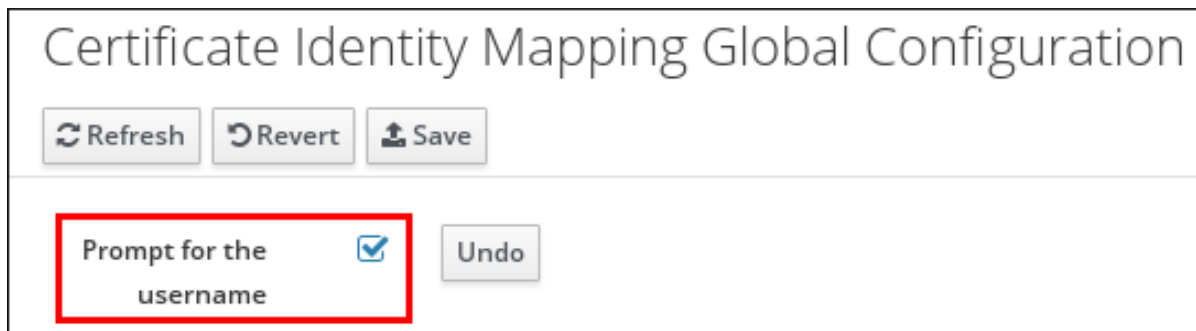 Certificate Identity Mapping Global Configuration
Refresh Revert Save
Prompt for the Undo
username